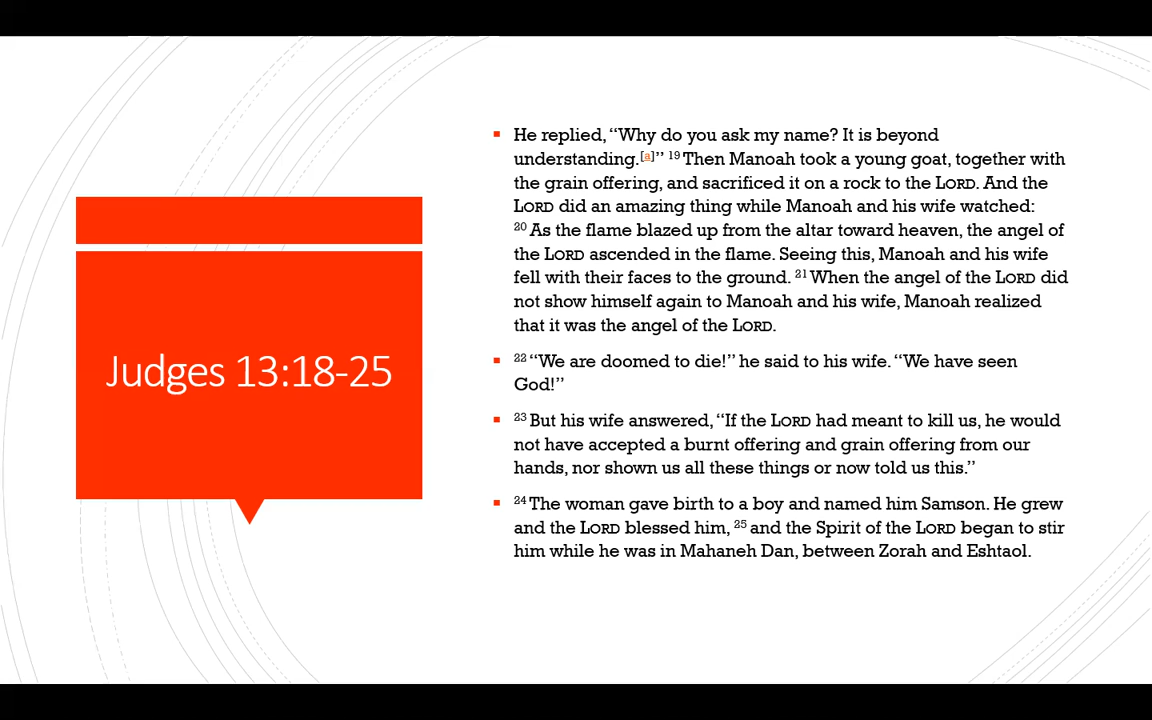 Judges 13:18-25
▪ He replied, “Why do you ask my name? It is beyond
understanding.[a]” 19 Then Manoah took a young goat, together with
the grain offering, and sacrificed it on a rock to the LORD. And the
LORD did an amazing thing while Manoah and his wife watched:
20 As the flame blazed up from the altar toward heaven, the angel of
the LORD ascended in the flame. Seeing this, Manoah and his wife
fell with their faces to the ground. 21 When the angel of the LORD did
not show himself again to Manoah and his wife, Manoah realized
that it was the angel of the LORD.
▪ 22 “We are doomed to die!” he said to his wife. “We have seen
God!”
▪ 23 But his wife answered, “If the LORD had meant to kill us, he would
not have accepted a burnt offering and grain offering from our
hands, nor shown us all these things or now told us this.”
▪ 24 The woman gave birth to a boy and named him Samson. He grew
and the LORD blessed him, 25 and the Spirit of the LORD began to stir
him while he was in Mahaneh Dan, between Zorah and Eshtaol.